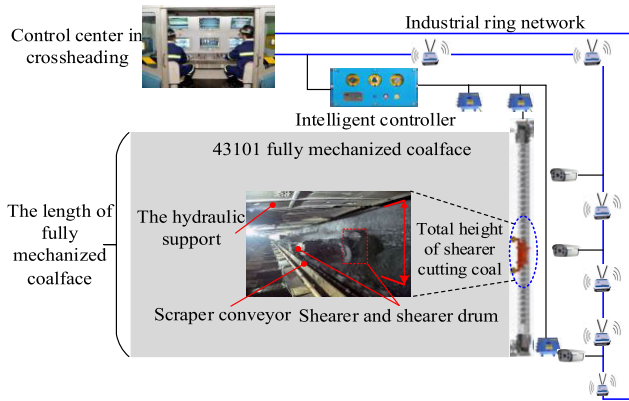 Industrial ring network
Control center in
crossheading
Intelligent controller
43101 fully mechanized coalface
The length of
fully
mechanized
coalface
The hydraulic
support
Total height
of shearer
cutting coal
Scraper conveyor
Shearer and shearer drum